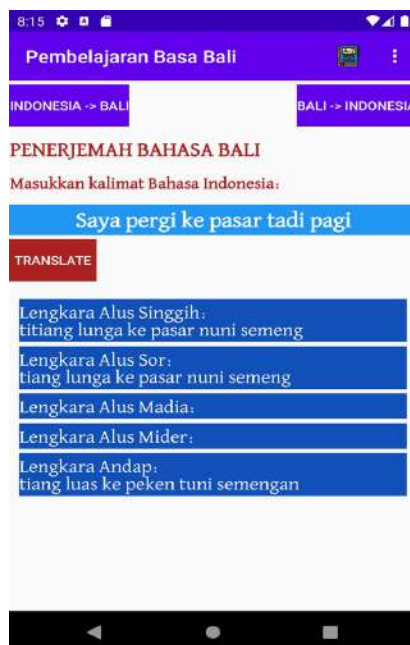 8:15
Pembelajaran Basa Bali
INDONESIA -> BALI
BALI -> INDONESIA
PENERJEMAH BAHASA BALI
Masukkan kalimat Bahasa Indonesia:
Saya pergi ke pasar tadi pagi
TRANSLATE
Lengkara Alus Singgih:
titiang lunga ke pasar nuni semeng
Lengkara Alus Sor:
tiang lunga ke pasar nuni semeng
Lengkara Alus Madia:
Lengkara Alus Mider:
Lengkara Andap:
tiang luas ke peken tuni semengan